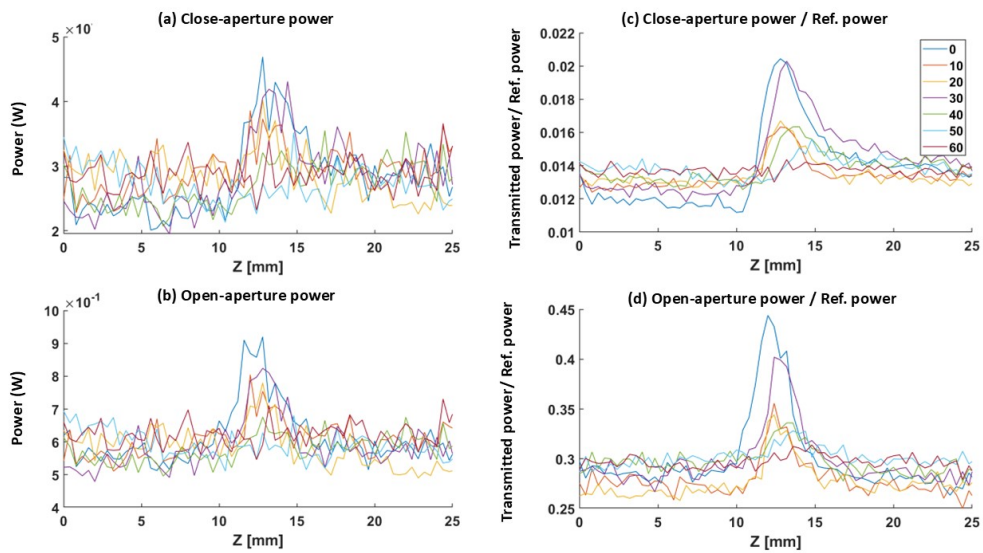 (a) Close-aperture power
5 ×10
4
3
2
Power (W)
0 5 10 15 20 25
Z [mm]
(c) Close-aperture power / Ref. power
0.022
0.02
0.018
0.016
0.014
0.012
0.01
Transmitted power / Ref. power
0
10
20
30
40
50
60
0 5 10 15 20 25
Z [mm]
(b) Open-aperture power
10 ×10⁻¹
9
8
7
6
5
4
Power (W)
0 5 10 15 20 25
Z [mm]
(d) Open-aperture power / Ref. power
0.45
0.4
0.35
0.3
0.25
Transmitted power/ Ref. power
0 5 10 15 20 25
Z [mm]